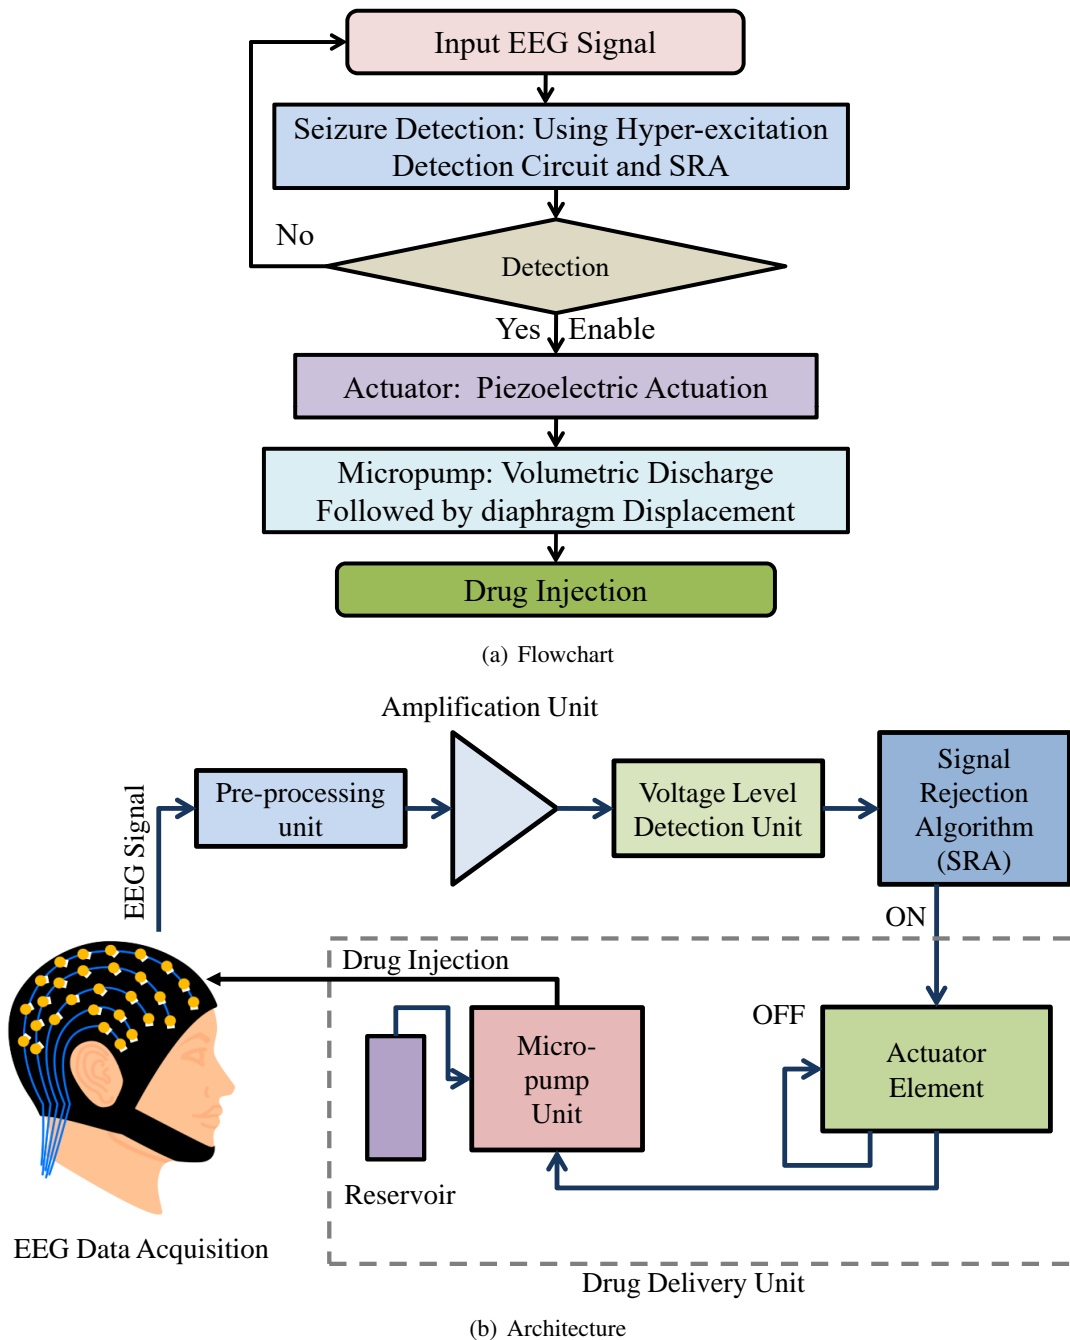 Input EEG Signal
Seizure Detection: Using Hyper-excitation
Detection Circuit and SRA
No
Detection
Yes Enable
Actuator: Piezoelectric Actuation
Micropump: Volumetric Discharge
Followed by diaphragm Displacement
Drug Injection
(a) Flowchart
Amplification Unit
EEG Signal
Pre-processing
unit
Voltage Level
Detection Unit
Signal
Rejection
Algorithm
(SRA)
ON
Drug Injection
OFF
Micro-
pump
Unit
Actuator
Element
Reservoir
EEG Data Acquisition
Drug Delivery Unit
(b) Architecture